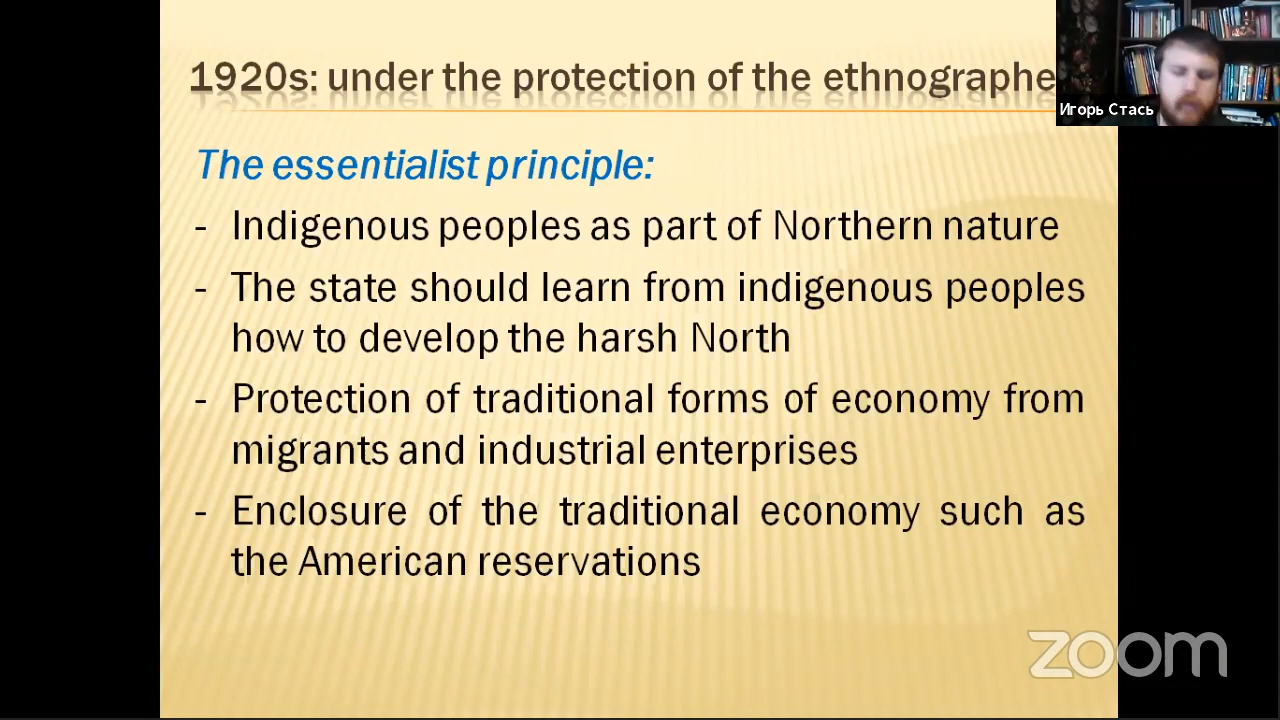 1920s: under the protection of the ethnographe
Игорь Стась
The essentialist principle:
- Indigenous peoples as part of Northern nature
- The state should learn from indigenous peoples
how to develop the harsh North
- Protection of traditional forms of economy from
migrants and industrial enterprises
- Enclosure of the traditional economy such as
the American reservations
zoom